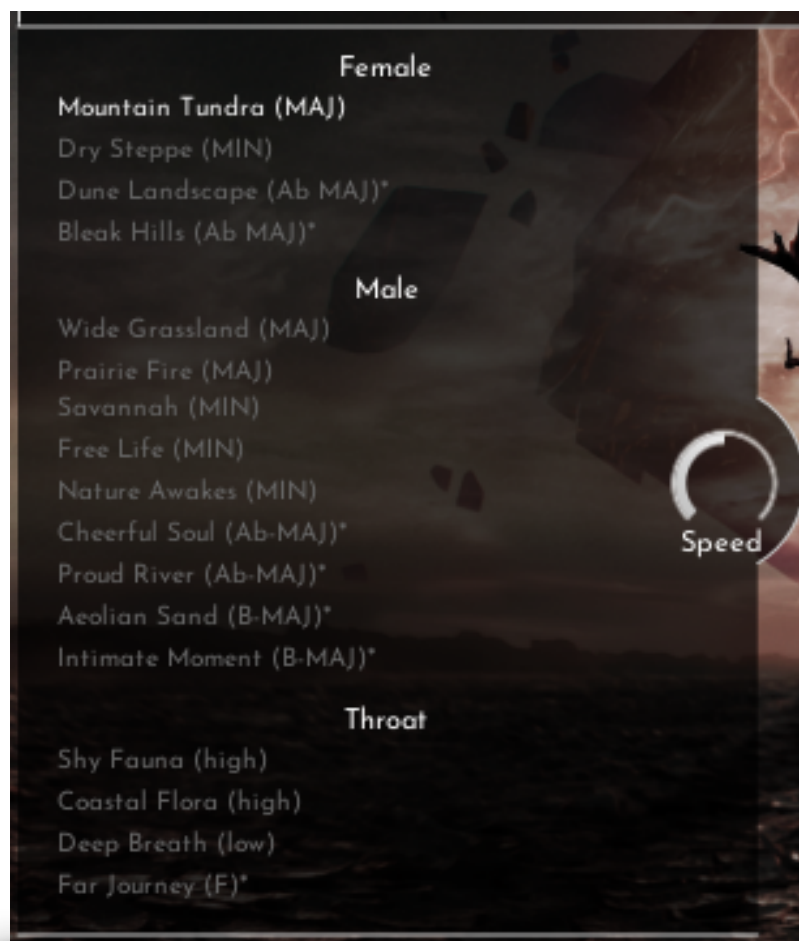 Female
Mountain Tundra (MAJ)
Dry Steppe (MIN)
Dune Landscape (Ab MAJ)*
Bleak Hills (Ab MAJ)*
Male
Wide Grassland (MAJ)
Prairie Fire (MAJ)
Savannah (MIN)
Free Life (MIN)
Nature Awakes (MIN)
Cheerful Soul (Ab-MAJ)*
Proud River (Ab-MAJ)*
Aeolian Sand (B-MAJ)*
Intimate Moment (B-MAJ)*
Speed
Throat
Shy Fauna (high)
Coastal Flora (high)
Deep Breath (low)
Far Journey (F)*